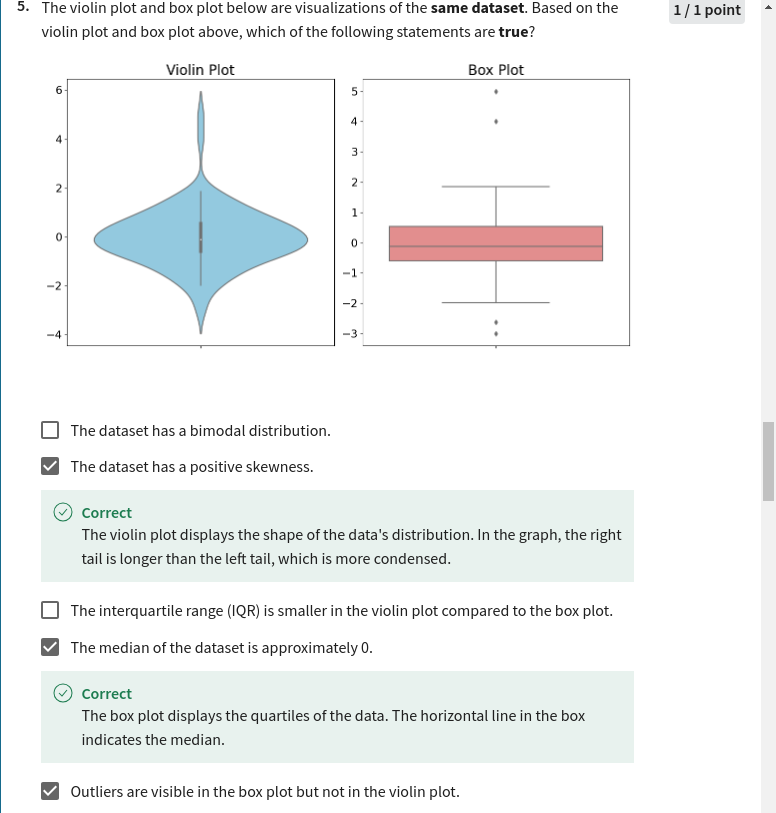 5. The violin plot and box plot below are visualizations of the same dataset. Based on the
1 / 1 point
violin plot and box plot above, which of the following statements are true?
Violin Plot
6
4
2
0
−2
−4
Box Plot
5
4
3
2
1
0
−1
−2
−3
The dataset has a bimodal distribution.
The dataset has a positive skewness.
Correct
The violin plot displays the shape of the data's distribution. In the graph, the right
tail is longer than the left tail, which is more condensed.
The interquartile range (IQR) is smaller in the violin plot compared to the box plot.
The median of the dataset is approximately 0.
Correct
The box plot displays the quartiles of the data. The horizontal line in the box
indicates the median.
Outliers are visible in the box plot but not in the violin plot.